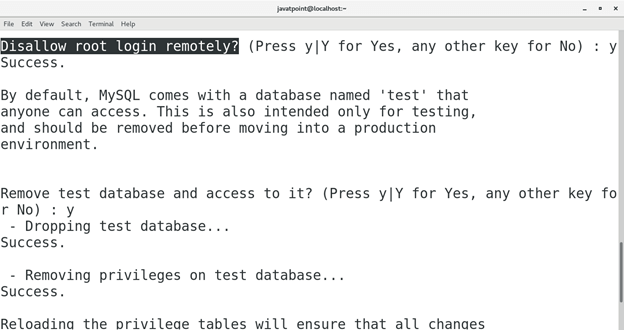 javatpoint@localhost:~
File Edit View Search Terminal Help
Disallow root login remotely? (Press y|Y for Yes, any other key for No) : y
Success.
By default, MySQL comes with a database named 'test' that
anyone can access. This is also intended only for testing,
and should be removed before moving into a production
environment.
Remove test database and access to it? (Press y|Y for Yes, any other key fo
r No) : y
- Dropping test database...
Success.
- Removing privileges on test database...
Success.
Reloading the privilege tables will ensure that all changes